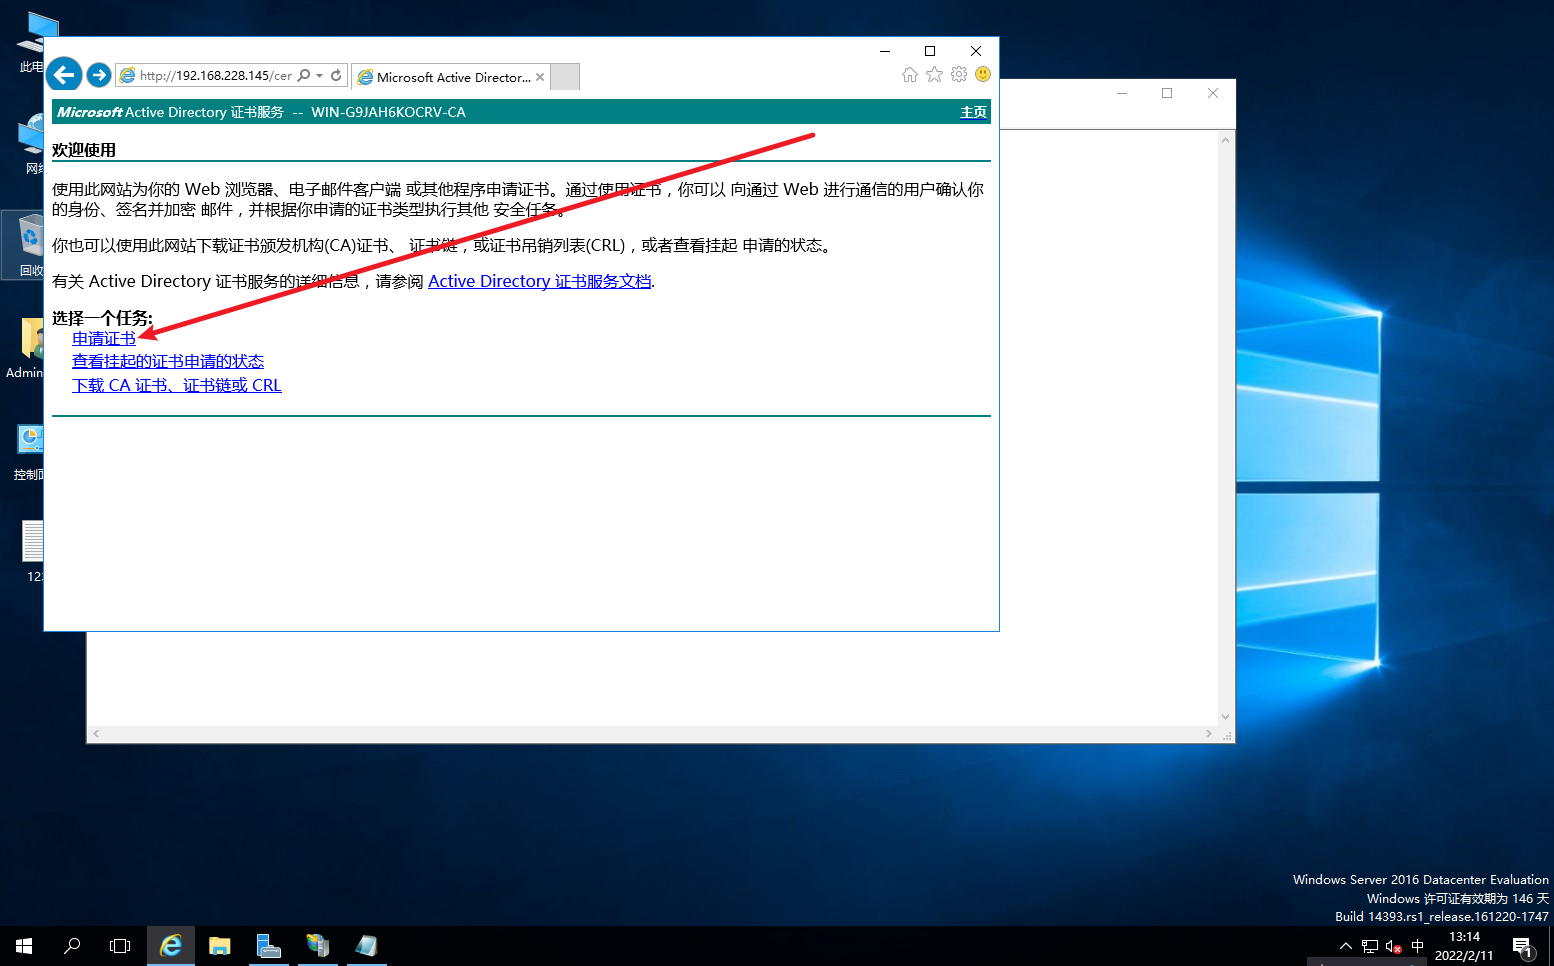 此电
网络
回收
Admin
控制面
12
http://192.168.228.145/cer
Microsoft Active Director...
Microsoft Active Directory 证书服务 -- WIN-G9JAH6KOCRV-CA
主页
欢迎使用
使用此网站为你的 Web 浏览器、电子邮件客户端 或其他程序申请证书。通过使用证书，你可以 向通过 Web 进行通信的用户确认你
的身份、签名并加密 邮件，并根据你申请的证书类型执行其他 安全任务。
你也可以使用此网站下载证书颁发机构(CA)证书、 证书链，或证书吊销列表(CRL)，或者查看挂起 申请的状态。
有关 Active Directory 证书服务的详细信息，请参阅 Active Directory 证书服务文档.
选择一个任务:
申请证书
查看挂起的证书申请的状态
下载 CA 证书、证书链或 CRL
Windows Server 2016 Datacenter Evaluation
Windows 许可证有效期为 146 天
Build 14393.rs1_release.161220-1747
中
13:14
2022/2/11
1